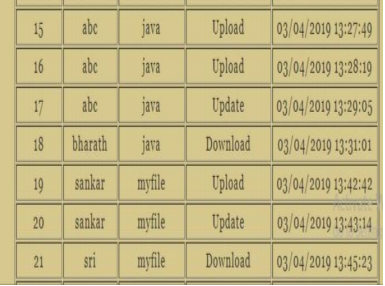 15 abc java Upload 03/04/2019 13:27:49
16 abc java Upload 03/04/2019 13:28:19
17 abc java Update 03/04/2019 13:29:05
18 bharath java Download 03/04/2019 13:31:01
19 sankar myfile Upload 03/04/2019 13:42:42
20 sankar myfile Update 03/04/2019 13:43:14
21 sri myfile Download 03/04/2019 13:45:23